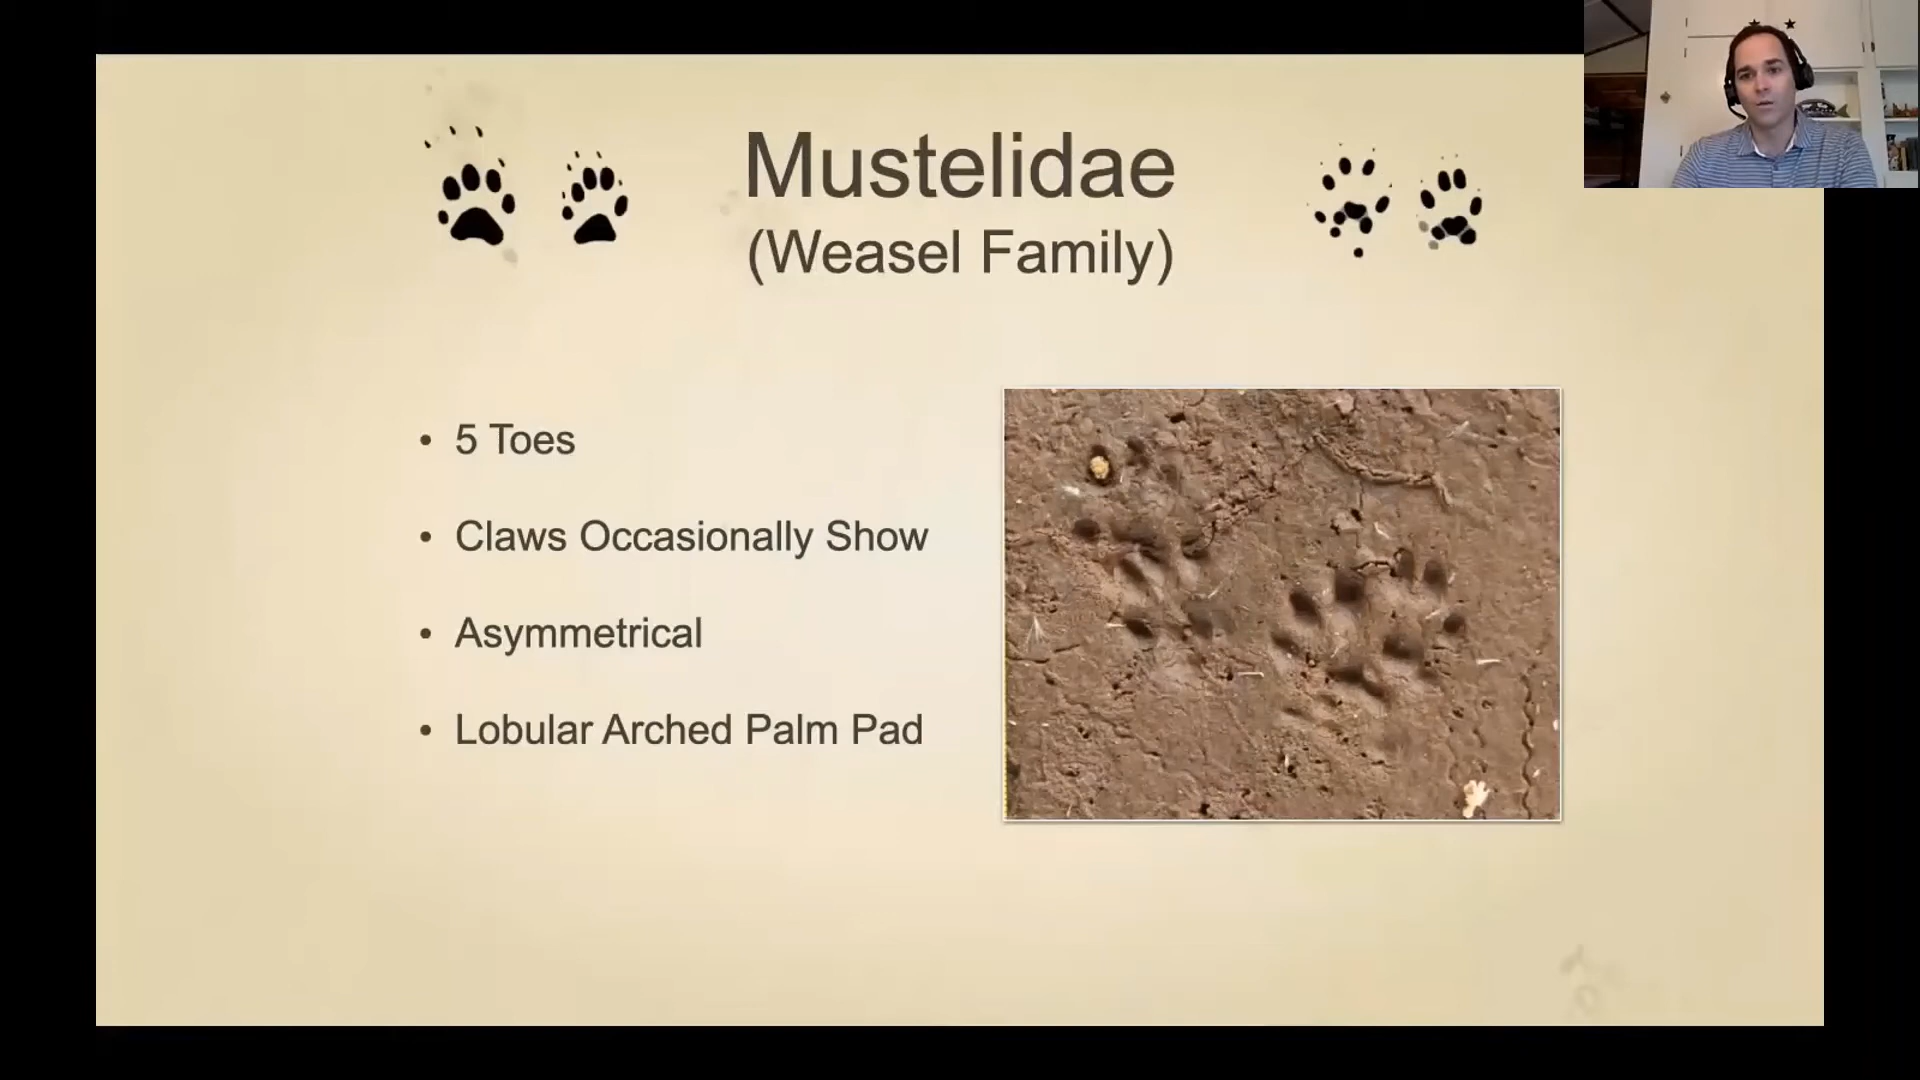 Mustelidae
(Weasel Family)
• 5 Toes
• Claws Occasionally Show
• Asymmetrical
• Lobular Arched Palm Pad